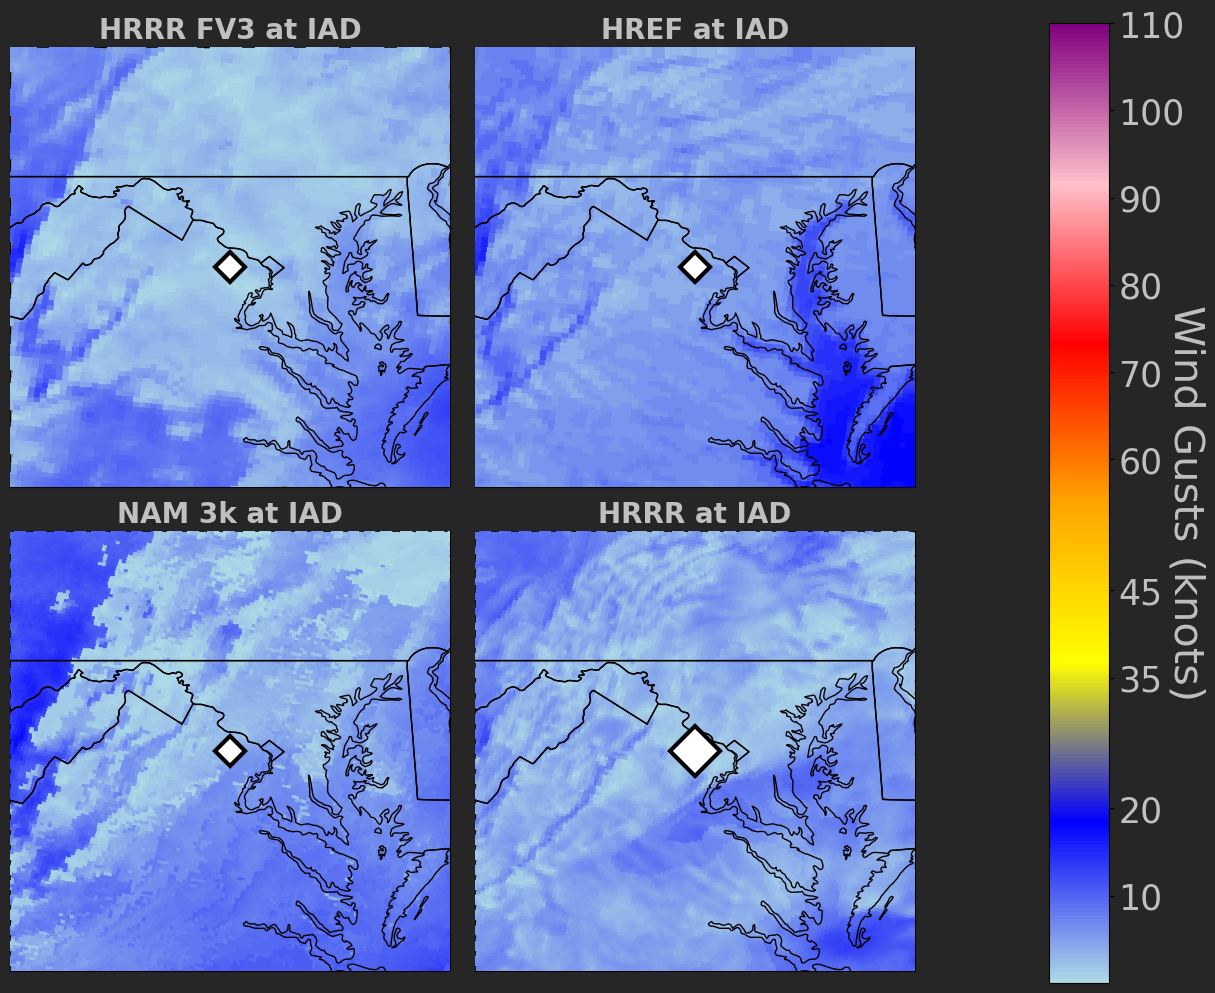 HRRR FV3 at IAD
HREF at IAD
NAM 3k at IAD
HRRR at IAD
110
100
90
80
70
60
45
35
20
10
Wind Gusts (knots)